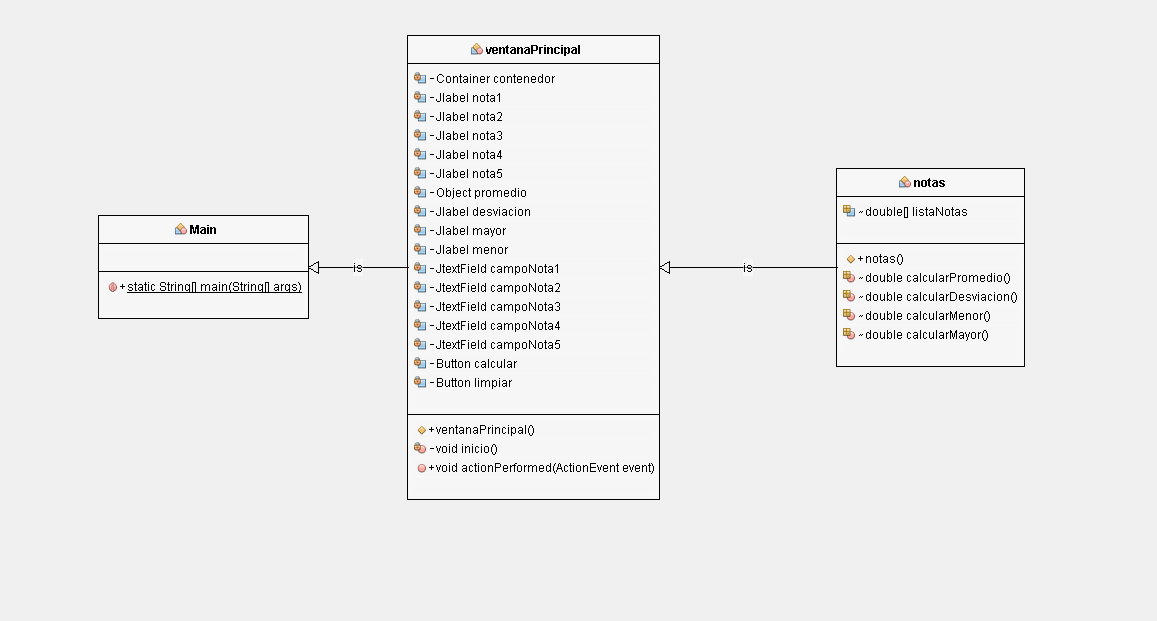 Main
+static String[] main(String[] args)
is
ventanaPrincipal
-Container contenedor
-Jlabel nota1
-Jlabel nota2
-Jlabel nota3
-Jlabel nota4
-Jlabel nota5
-Object promedio
-Jlabel desviacion
-Jlabel mayor
-Jlabel menor
-JtextField campoNota1
-JtextField campoNota2
-JtextField campoNota3
-JtextField campoNota4
-JtextField campoNota5
-Button calcular
-Button limpiar
+ventanaPrincipal()
-void inicio()
+void actionPerformed(ActionEvent event)
is
notas
~double[] listaNotas
+notas()
~double calcularPromedio()
~double calcularDesviacion()
~double calcularMenor()
~double calcularMayor()